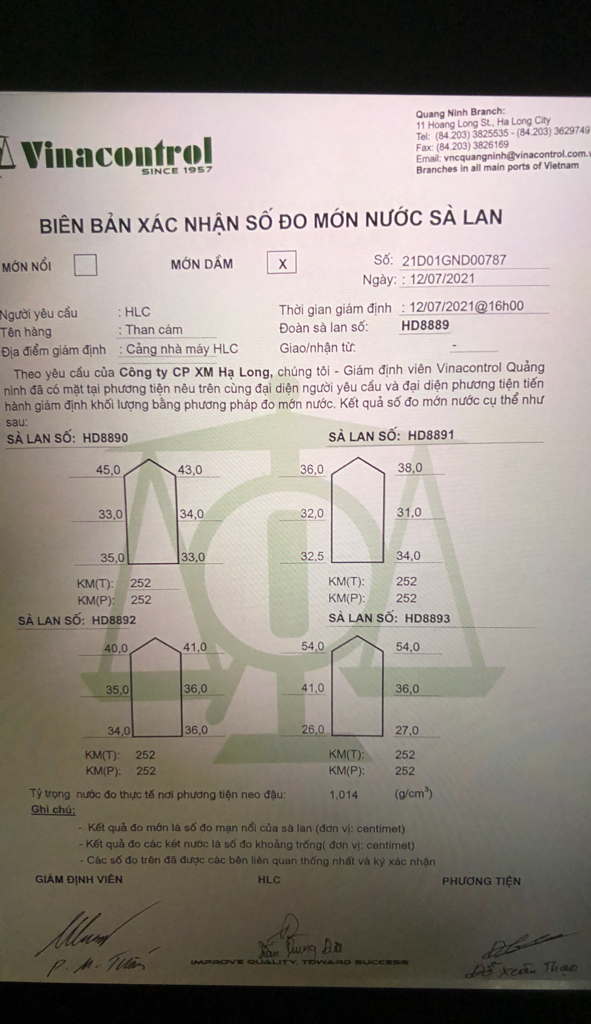 Vinacontrol
SINCE 1957
Quang Ninh Branch:
11 Hoang Long St., Ha Long City
Tel: (84.203) 3825535 - (84.203) 3629749
Fax: (84.203) 3826169
Email: vncquangninh@vinacontrol.com.v
Branches in all main ports of Vietnam
BIÊN BẢN XÁC NHẬN SỐ ĐO MỚN NƯỚC SÀ LAN
MỚN NỔI MỚN DẦM X Số: 21D01GND00787
Ngày: : 12/07/2021
Người yêu cầu : HLC Thời gian giám định : 12/07/2021@16h00
Tên hàng : Than cám Đoàn sà lan số: HD8889
Địa điểm giám định : Cảng nhà máy HLC Giao/nhận từ: -
Theo yêu cầu của Công ty CP XM Hạ Long, chúng tôi - Giám định viên Vinacontrol Quảng
ninh đã có mặt tại phương tiện nêu trên cùng đại diện người yêu cầu và đại diện phương tiện tiến
hành giám định khối lượng bằng phương pháp đo mớn nước. Kết quả số đo mớn nước cụ thể như
sau:
SÀ LAN SỐ: HD8890 SÀ LAN SỐ: HD8891
45,0 43,0 36,0 38,0
33,0 34,0 32,0 31,0
35,0 33,0 32,5 34,0
KM(T): 252 KM(T): 252
KM(P): 252 KM(P): 252
SÀ LAN SỐ: HD8892 SÀ LAN SỐ: HD8893
40,0 41,0 54,0 54,0
35,0 36,0 41,0 36,0
34,0 36,0 26,0 27,0
KM(T): 252 KM(T): 252
KM(P): 252 KM(P): 252
Tỷ trọng nước đo thực tế nơi phương tiện neo đậu: 1,014 (g/cm³)
Ghi chú:
- Kết quả đo mớn là số đo mạn nổi của sà lan (đơn vị: centimet)
- Kết quả đo các két nước là số đo khoảng trống( đơn vị: centimet)
- Các số đo trên đã được các bên liên quan thống nhất và ký xác nhận
GIÁM ĐỊNH VIÊN HLC PHƯƠNG TIỆN
P. M. Tuấn
IMPROVE QUALITY, TOWARD SUCCESS
Đỗ Xuân Thao